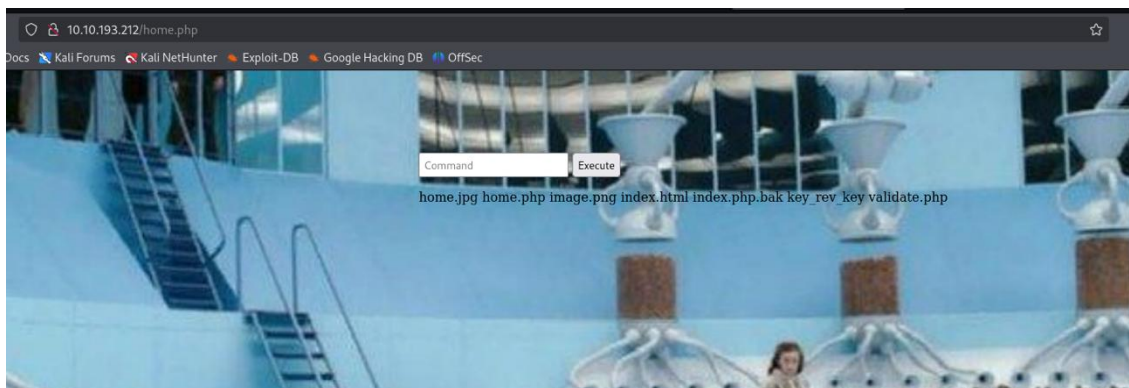 10.10.193.212/home.php
Docs Kali Forums Kali NetHunter Exploit-DB Google Hacking DB OffSec
Command Execute
home.jpg home.php image.png index.html index.php.bak key_rev_key validate.php